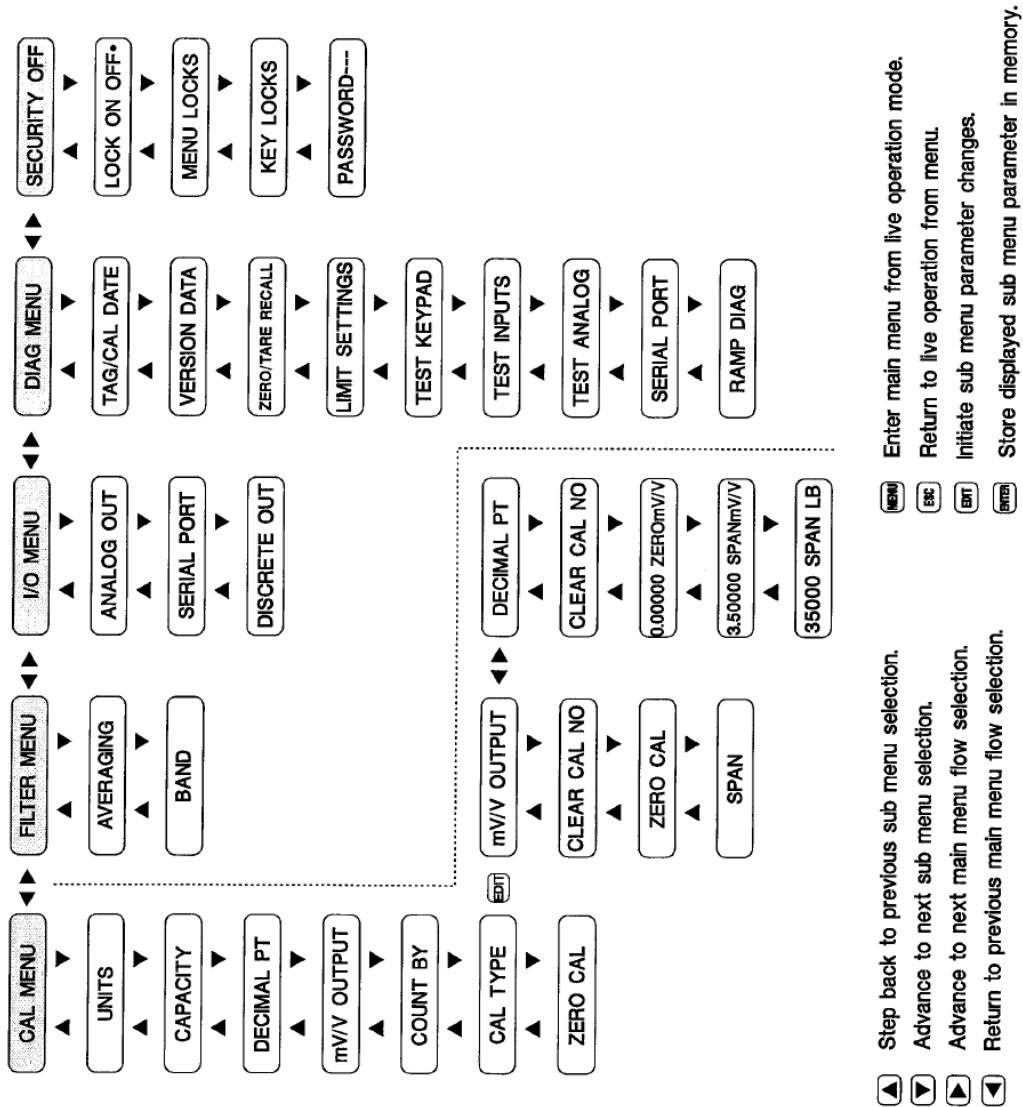 CAL MENU
UNITS
CAPACITY
DECIMAL PT
mV/V OUTPUT
COUNT BY
CAL TYPE
ZERO CAL
FILTER MENU
AVERAGING
BAND
I/O MENU
ANALOG OUT
SERIAL PORT
DISCRETE OUT
DIAG MENU
TAG/CAL DATE
VERSION DATA
ZERO/TARE RECALL
LIMIT SETTINGS
TEST KEYPAD
TEST INPUTS
TEST ANALOG
SERIAL PORT
RAMP DIAG
SECURITY OFF
LOCK ON OFF•
MENU LOCKS
KEY LOCKS
PASSWORD---
EDIT
mV/V OUTPUT
CLEAR CAL NO
ZERO CAL
SPAN
DECIMAL PT
CLEAR CAL NO
0.00000 ZEROmV/V
3.50000 SPANmV/V
35000 SPAN LB
Step back to previous sub menu selection.
Advance to next sub menu selection.
Advance to next main menu flow selection.
Return to previous main menu flow selection.
MENU Enter main menu from live operation mode.
ESC Return to live operation from menu.
EDIT Initiate sub menu parameter changes.
ENTER Store displayed sub menu parameter in memory.